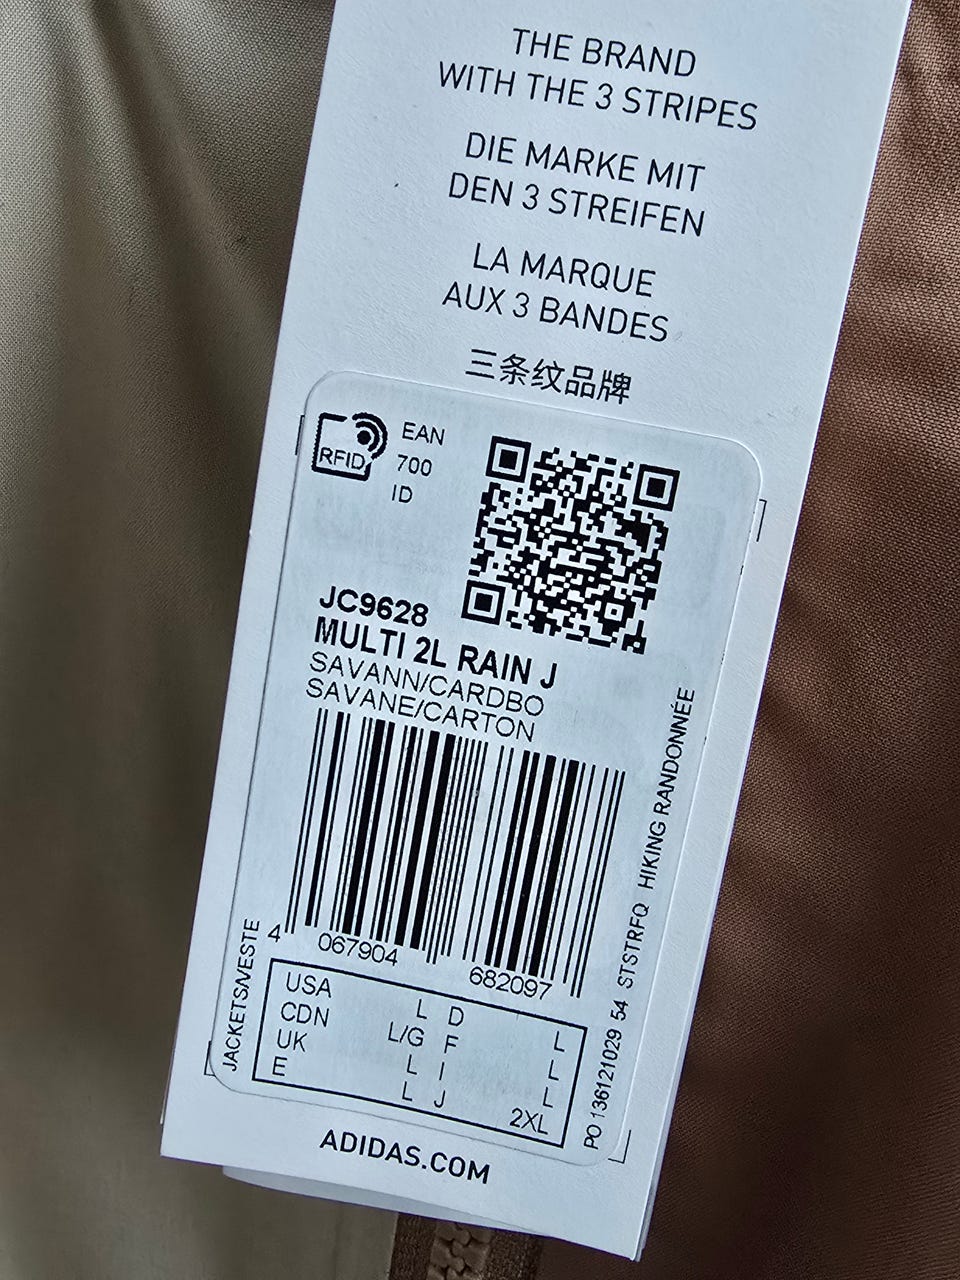 THE BRAND
WITH THE 3 STRIPES
DIE MARKE MIT
DEN 3 STREIFEN
LA MARQUE
AUX 3 BANDES
三条纹品牌
RFID
EAN
700
ID
JC9628
MULTI 2L RAIN J
SAVANN/CARDBO
SAVANE/CARTON
4 067904 682097
JACKETS/VESTE
PO 136121029 54 STSTRFQ HIKING RANDONNÉE
USA L D L
CDN L/G F L
UK L I L
E L J 2XL
ADIDAS.COM